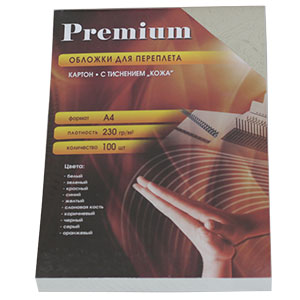 Premium
ОБЛОЖКИ ДЛЯ ПЕРЕПЛЕТА
КАРТОН • С ТИСНЕНИЕМ „КОЖА"
формат А4
плотность 230 гр/м²
количество 100 шт
Цвета:
- белый
- зеленый
- красный
- синий
- желтый
- слоновая кость
- коричневый
- черный
- серый
- оранжевый